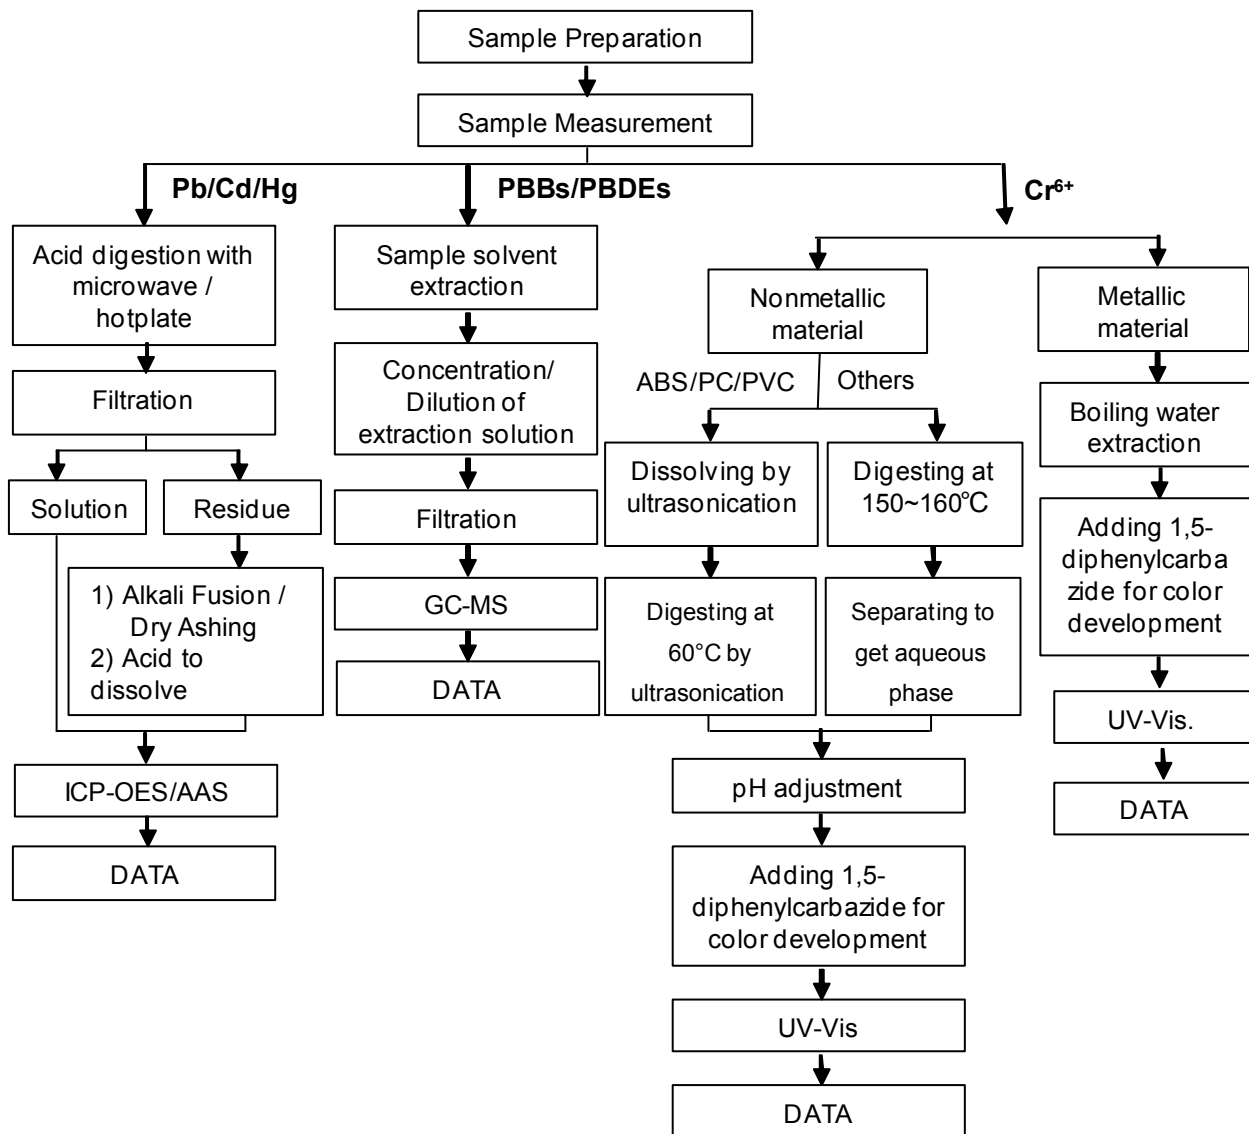 Sample Preparation
Sample Measurement
Pb/Cd/Hg
PBBs/PBDEs
Cr⁶⁺
Acid digestion with
microwave /
hotplate
Filtration
Solution
Residue
1) Alkali Fusion /
Dry Ashing
2) Acid to
dissolve
ICP-OES/AAS
DATA
Sample solvent
extraction
Concentration/
Dilution of
extraction solution
Filtration
GC-MS
DATA
Nonmetallic
material
ABS/PC/PVC
Others
Dissolving by
ultrasonication
Digesting at
60°C by
ultrasonication
Digesting at
150~160℃
Separating to
get aqueous
phase
pH adjustment
Adding 1,5-
diphenylcarbazide for
color development
UV-Vis
DATA
Metallic
material
Boiling water
extraction
Adding 1,5-
diphenylcarba
zide for color
development
UV-Vis.
DATA